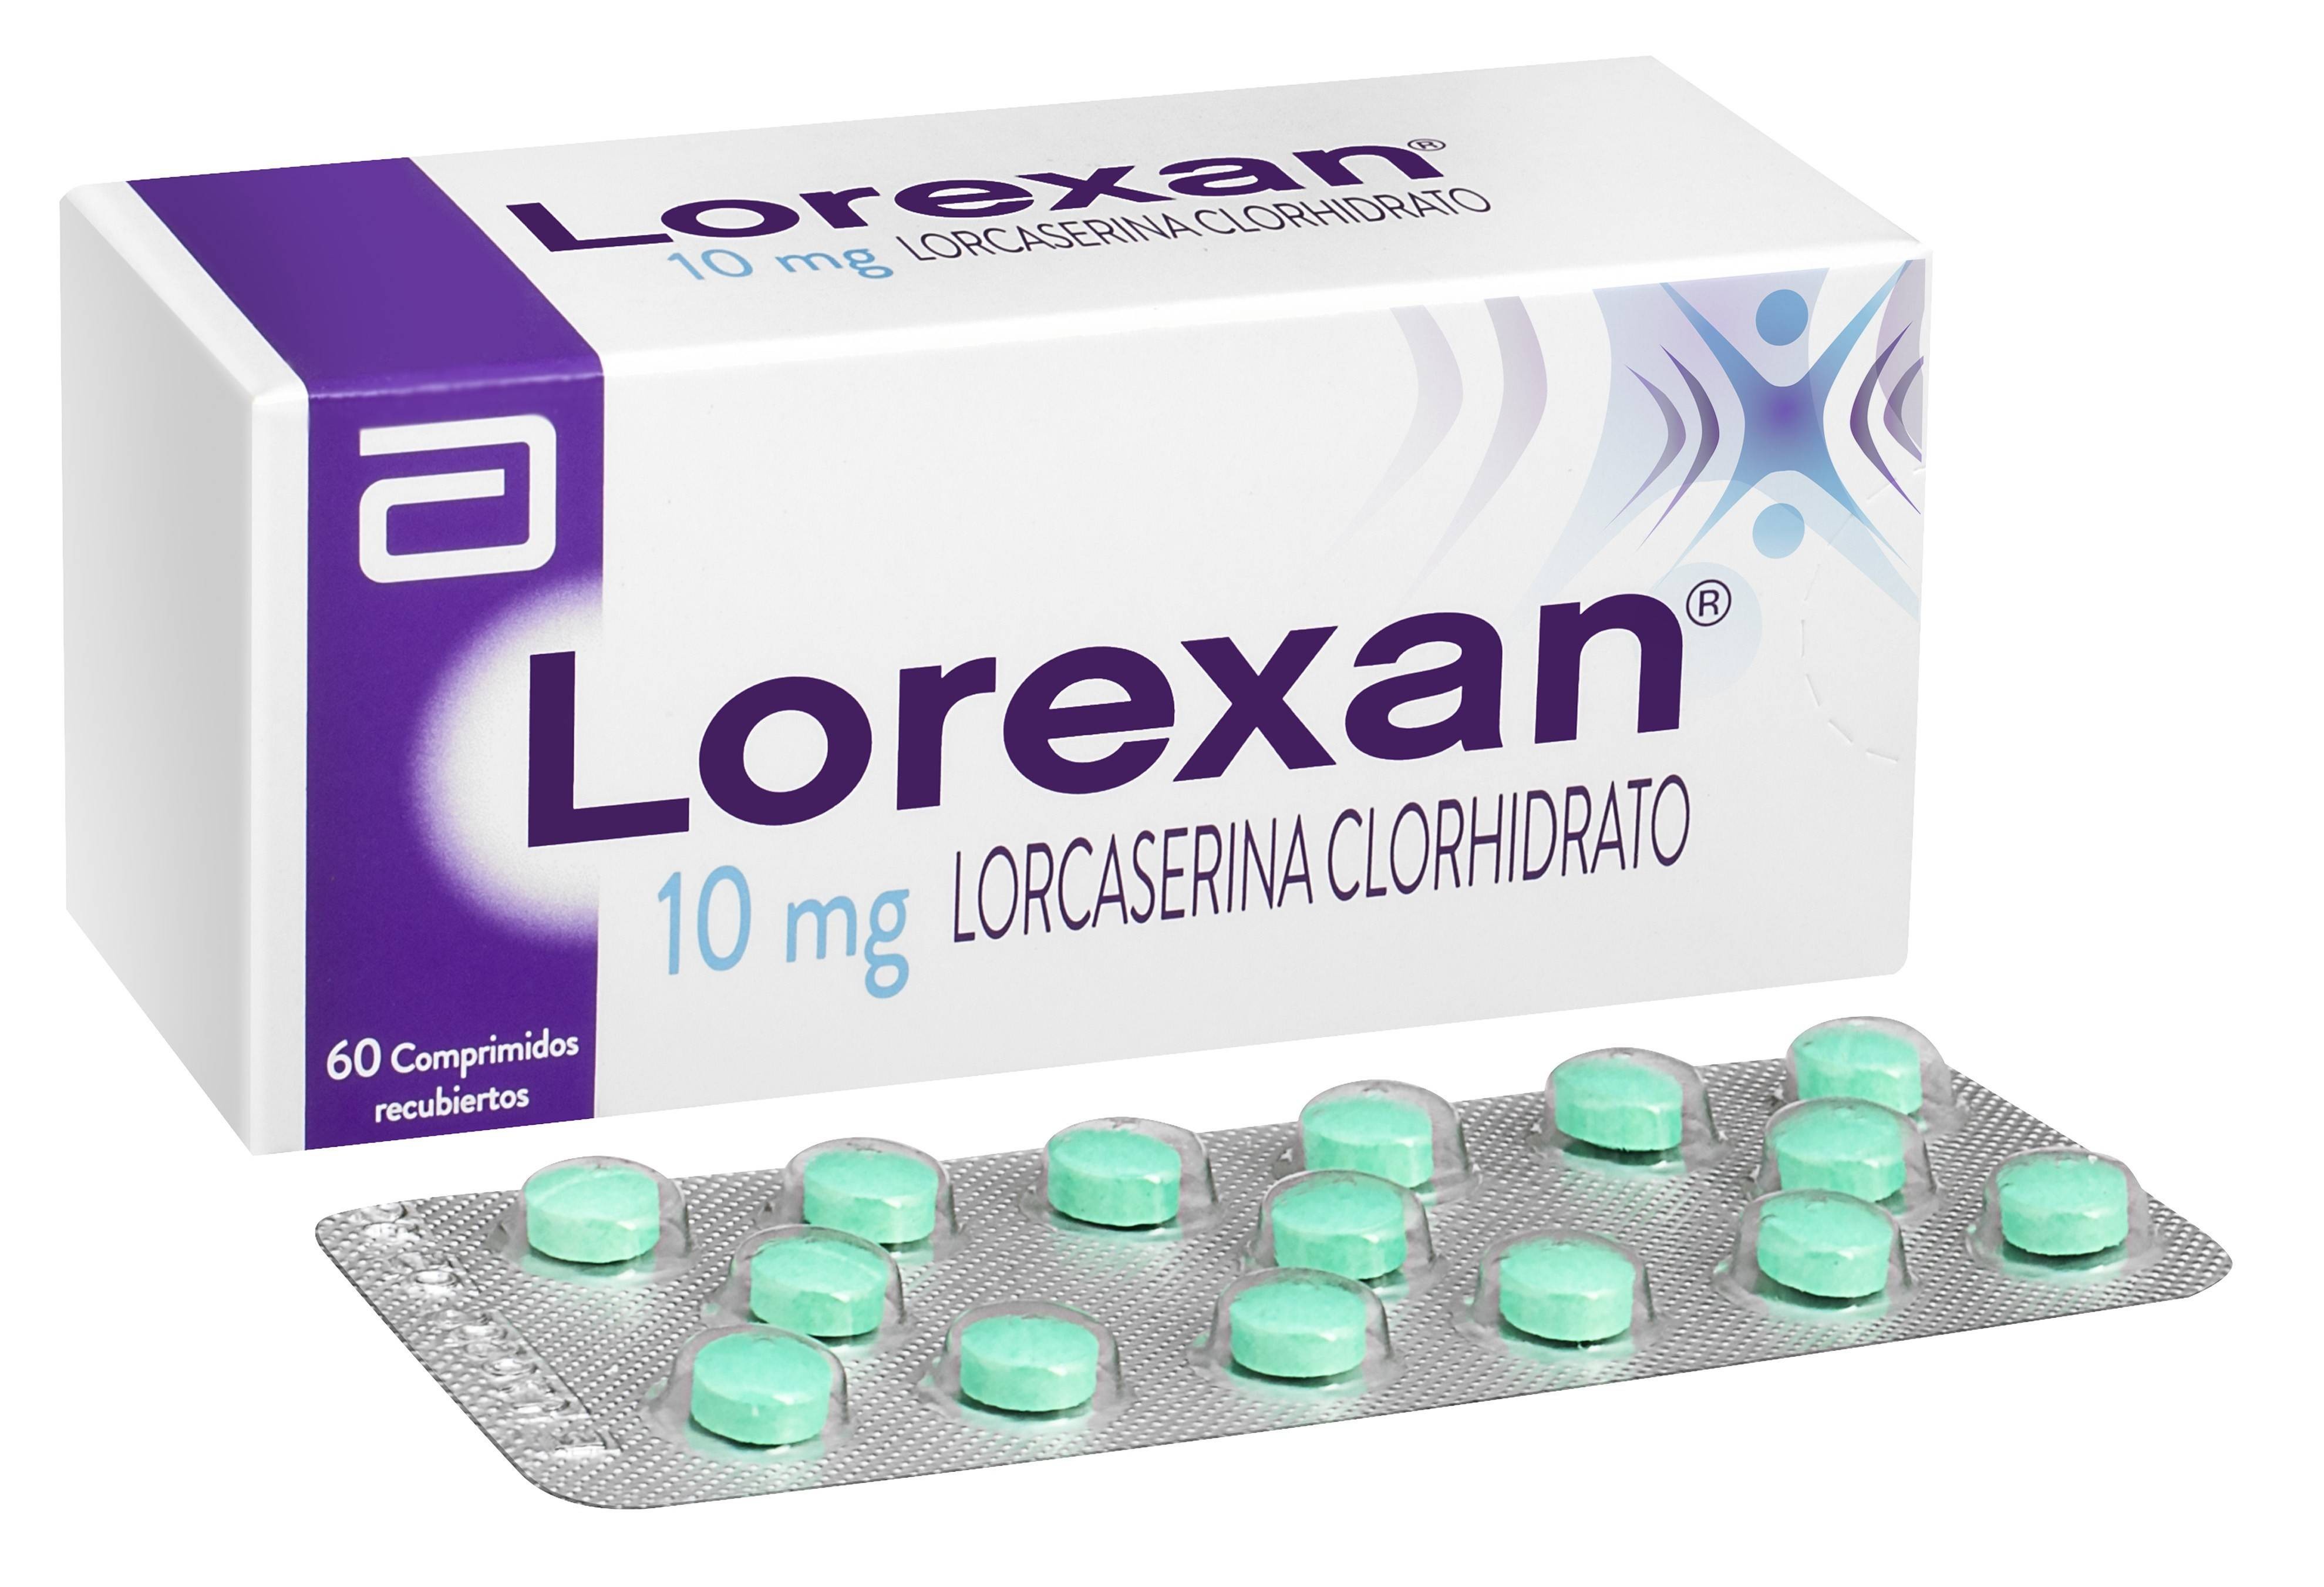 Lorexan®
10 mg LORCASERINA CLORHIDRATO
Lorexan®
10 mg LORCASERINA CLORHIDRATO
60 Comprimidos
recubiertos